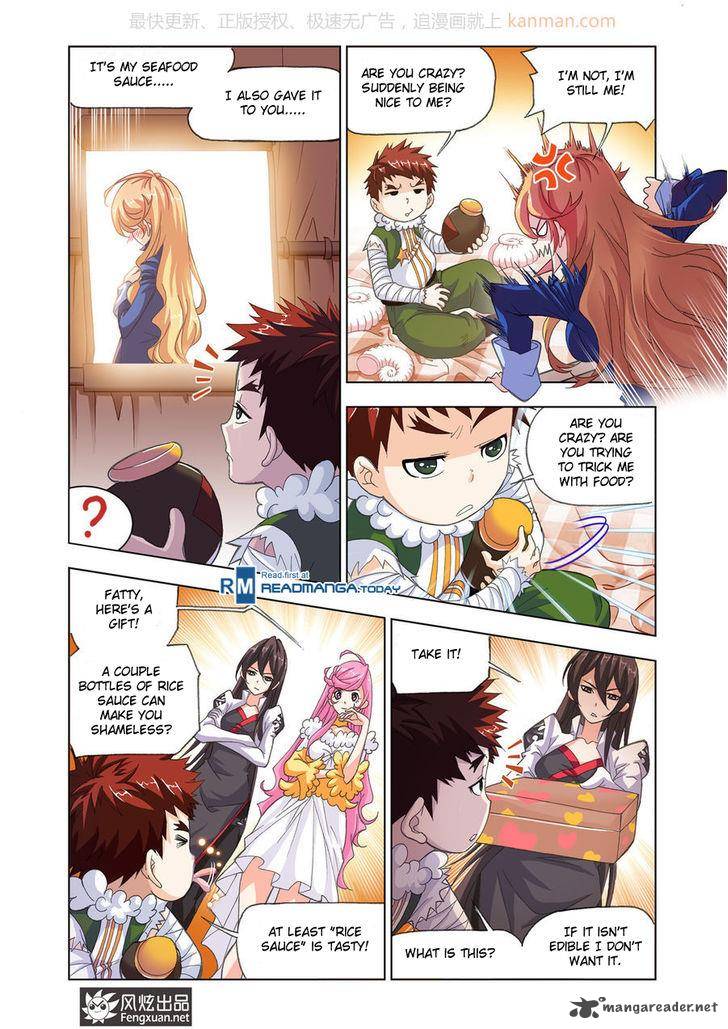 最快更新、正版授权、极速无广告，追漫画就上 kanman.com
IT'S MY SEAFOOD
SAUCE.....
I ALSO GAVE IT
TO YOU.....
ARE YOU CRAZY?
SUDDENLY BEING
NICE TO ME?
I'M NOT, I'M
STILL ME!
?
ARE YOU
CRAZY? ARE
YOU TRYING
TO TRICK ME
WITH FOOD?
RM Read.first at
READMANGA.TODAY
FATTY,
HERE'S A
GIFT!
A COUPLE
BOTTLES OF RICE
SAUCE CAN
MAKE YOU
SHAMELESS?
AT LEAST "RICE
SAUCE" IS TASTY!
TAKE IT!
WHAT IS THIS?
IF IT ISN'T
EDIBLE I DON'T
WANT IT.
风炫出品
Fengxuan.net
mangareader.net